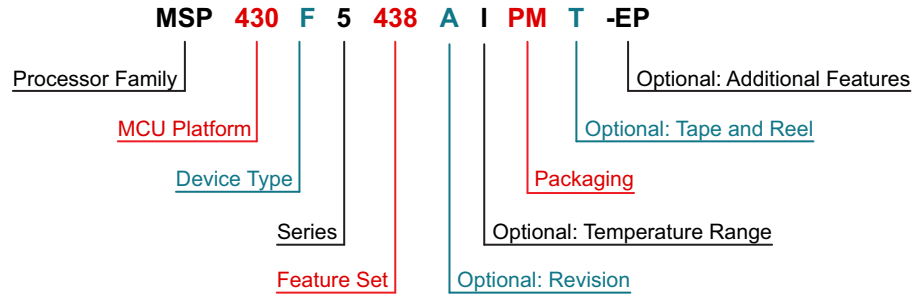 MSP 430 F 5 438 A I PM T -EP
Processor Family
Optional: Additional Features
MCU Platform
Optional: Tape and Reel
Device Type
Packaging
Series
Optional: Temperature Range
Feature Set
Optional: Revision